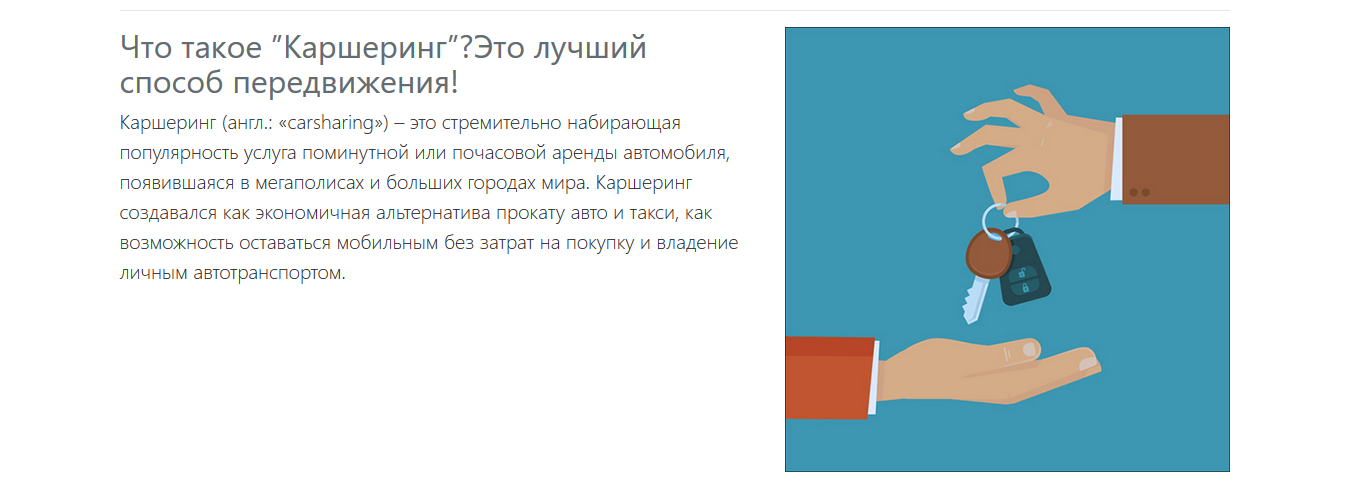 Что такое ”Каршеринг”?Это лучший
способ передвижения!
Каршеринг (англ.: «carsharing») – это стремительно набирающая
популярность услуга поминутной или почасовой аренды автомобиля,
появившаяся в мегаполисах и больших городах мира. Каршеринг
создавался как экономичная альтернатива прокату авто и такси, как
возможность оставаться мобильным без затрат на покупку и владение
личным автотранспортом.